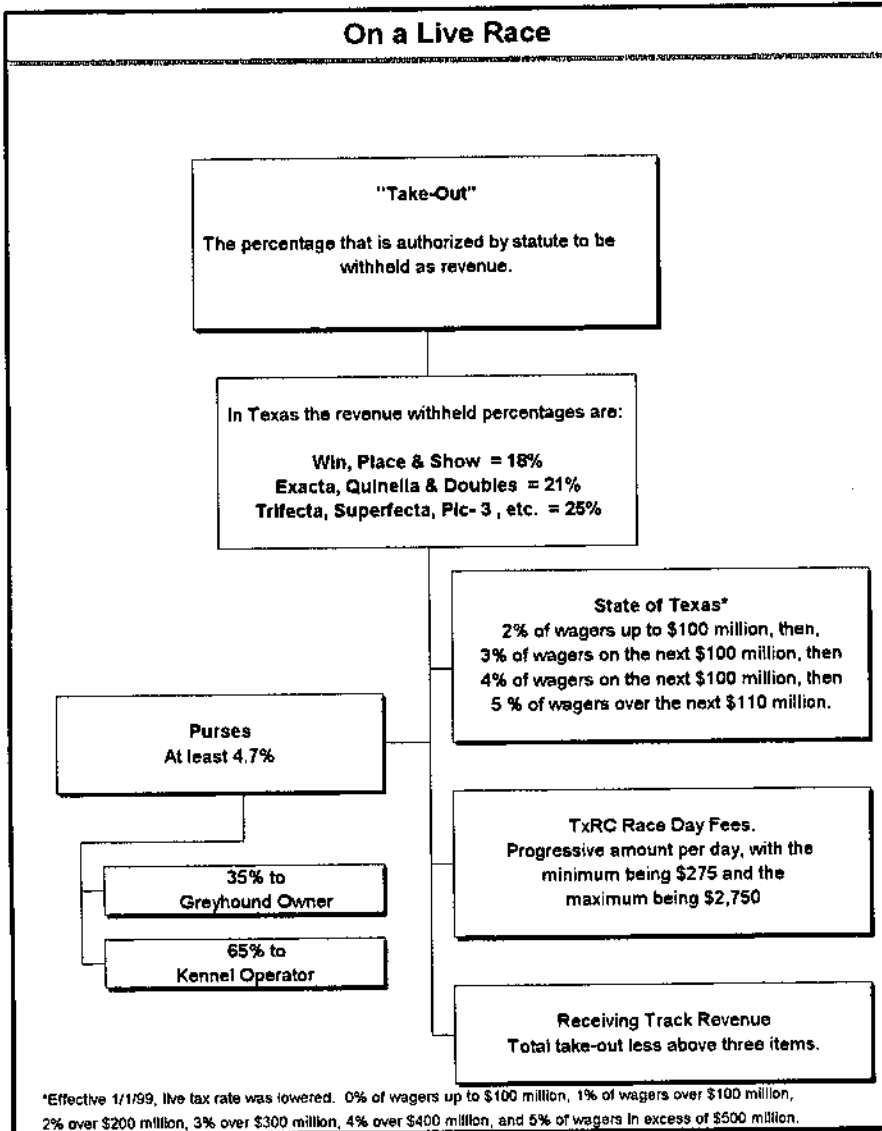 On a Live Race
"Take-Out"
The percentage that is authorized by statute to be
withheld as revenue.
In Texas the revenue withheld percentages are:
Win, Place & Show = 18%
Exacta, Quinella & Doubles = 21%
Trifecta, Superfecta, Pic- 3 , etc. = 25%
State of Texas*
2% of wagers up to $100 million, then,
3% of wagers on the next $100 million, then
4% of wagers on the next $100 million, then
5 % of wagers over the next $110 million.
Purses
At least 4.7%
35% to
Greyhound Owner
65% to
Kennel Operator
TxRC Race Day Fees.
Progressive amount per day, with the
minimum being $275 and the
maximum being $2,750
Receiving Track Revenue
Total take-out less above three items.
*Effective 1/1/99, live tax rate was lowered. 0% of wagers up to $100 million, 1% of wagers over $100 million,
2% over $200 million, 3% over $300 million, 4% over $400 million, and 5% of wagers in excess of $500 million.